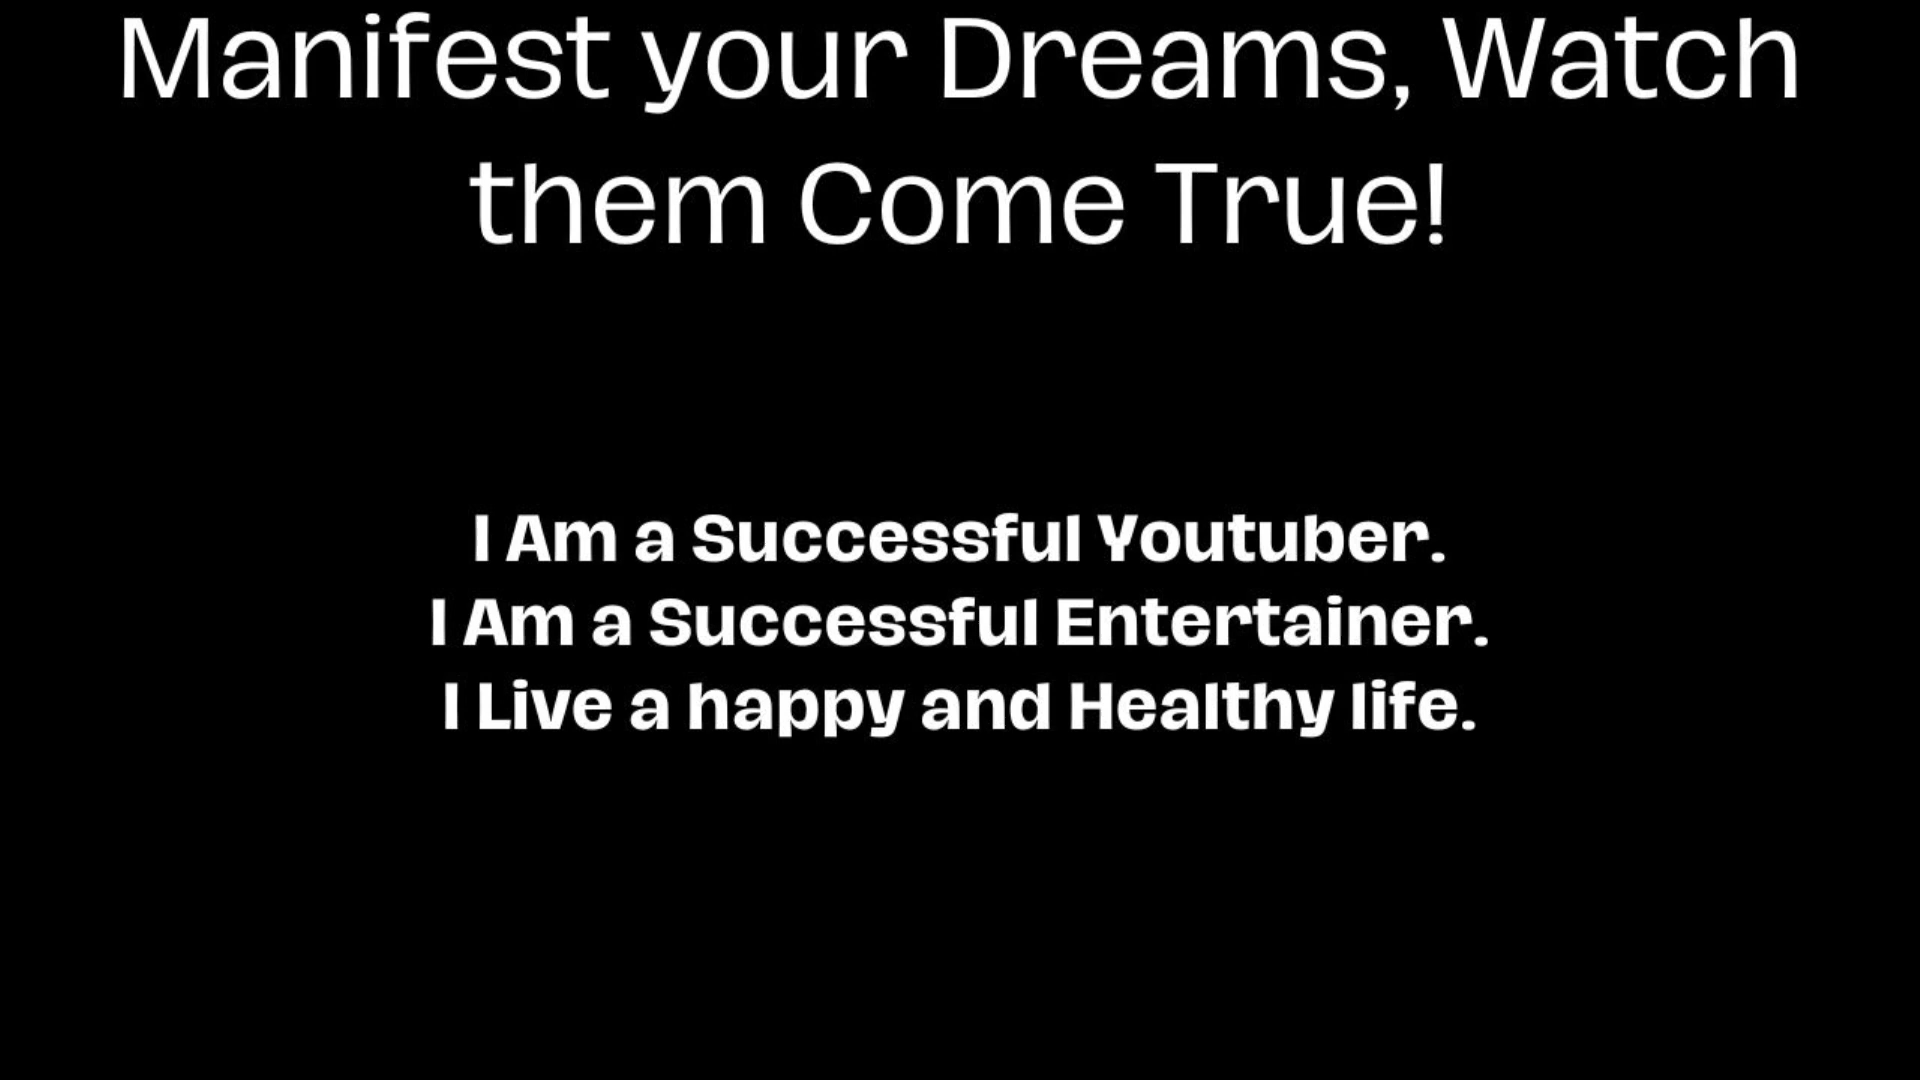 Manifest your Dreams, Watch
them Come True!
I Am a Successful Youtuber.
I Am a Successful Entertainer.
I Live a happy and Healthy life.